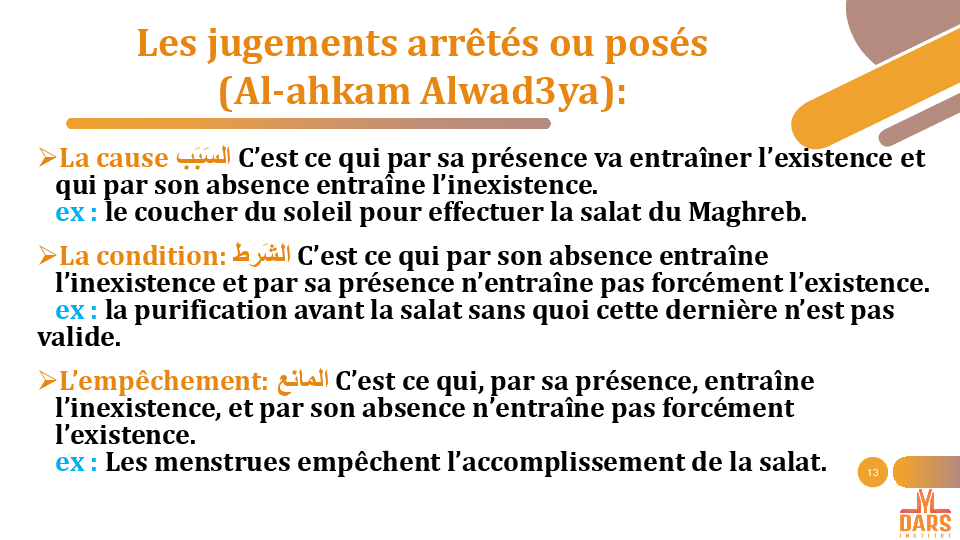 Les jugements arrêtés ou posés
(Al-ahkam Alwad3ya):
➢La cause السَبَب C’est ce qui par sa présence va entraîner l’existence et
qui par son absence entraîne l’inexistence.
ex : le coucher du soleil pour effectuer la salat du Maghreb.
➢La condition: الشَرط C’est ce qui par son absence entraîne
l’inexistence et par sa présence n’entraîne pas forcément l’existence.
ex : la purification avant la salat sans quoi cette dernière n’est pas
valide.
➢L’empêchement: المانع C’est ce qui, par sa présence, entraîne
l’inexistence, et par son absence n’entraîne pas forcément
l’existence.
ex : Les menstrues empêchent l’accomplissement de la salat.
13
DARS
INSTITUT